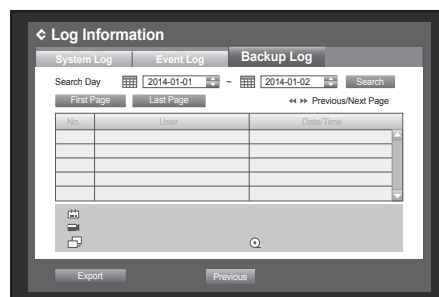 Log Information
System Log Event Log Backup Log
Search Day 2014-01-01 ~ 2014-01-02 Search
First Page Last Page Previous/Next Page
No. User Date/Time
Export Previous